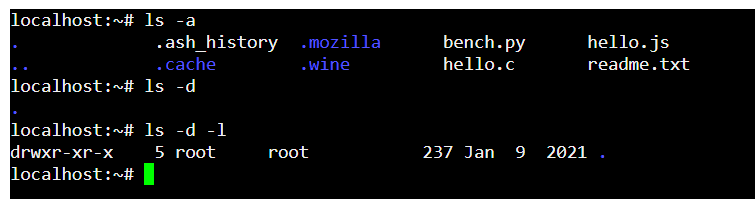 localhost:~# ls -a
.              .ash_history  .mozilla      bench.py      hello.js
..             .cache        .wine         hello.c       readme.txt
localhost:~# ls -d
.
localhost:~# ls -d -l
drwxr-xr-x    5 root     root           237 Jan  9  2021 .
localhost:~#